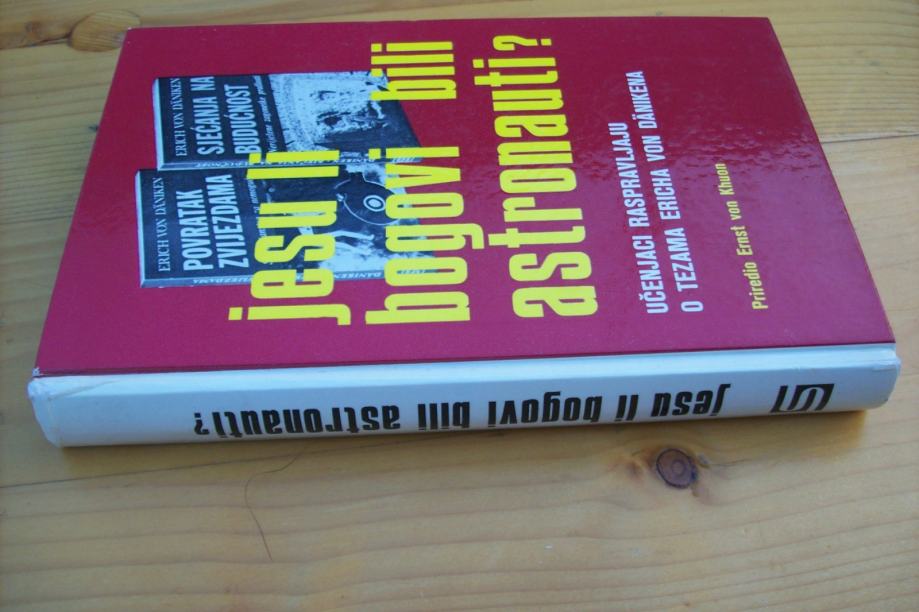 ERICH VON DÄNIKEN
SJEĆANJA NA
BUDUĆNOST
ERICH VON DÄNIKEN
POVRATAK
ZVIJEZDAMA
jesu li
bogovi bili
astronauti?
UČENJACI RASPRAVLJAJU
O TEZAMA ERICHA VON DÄNIKENA
Priredio Ernst von Khuon
jesu li bogovi bili astronauti?